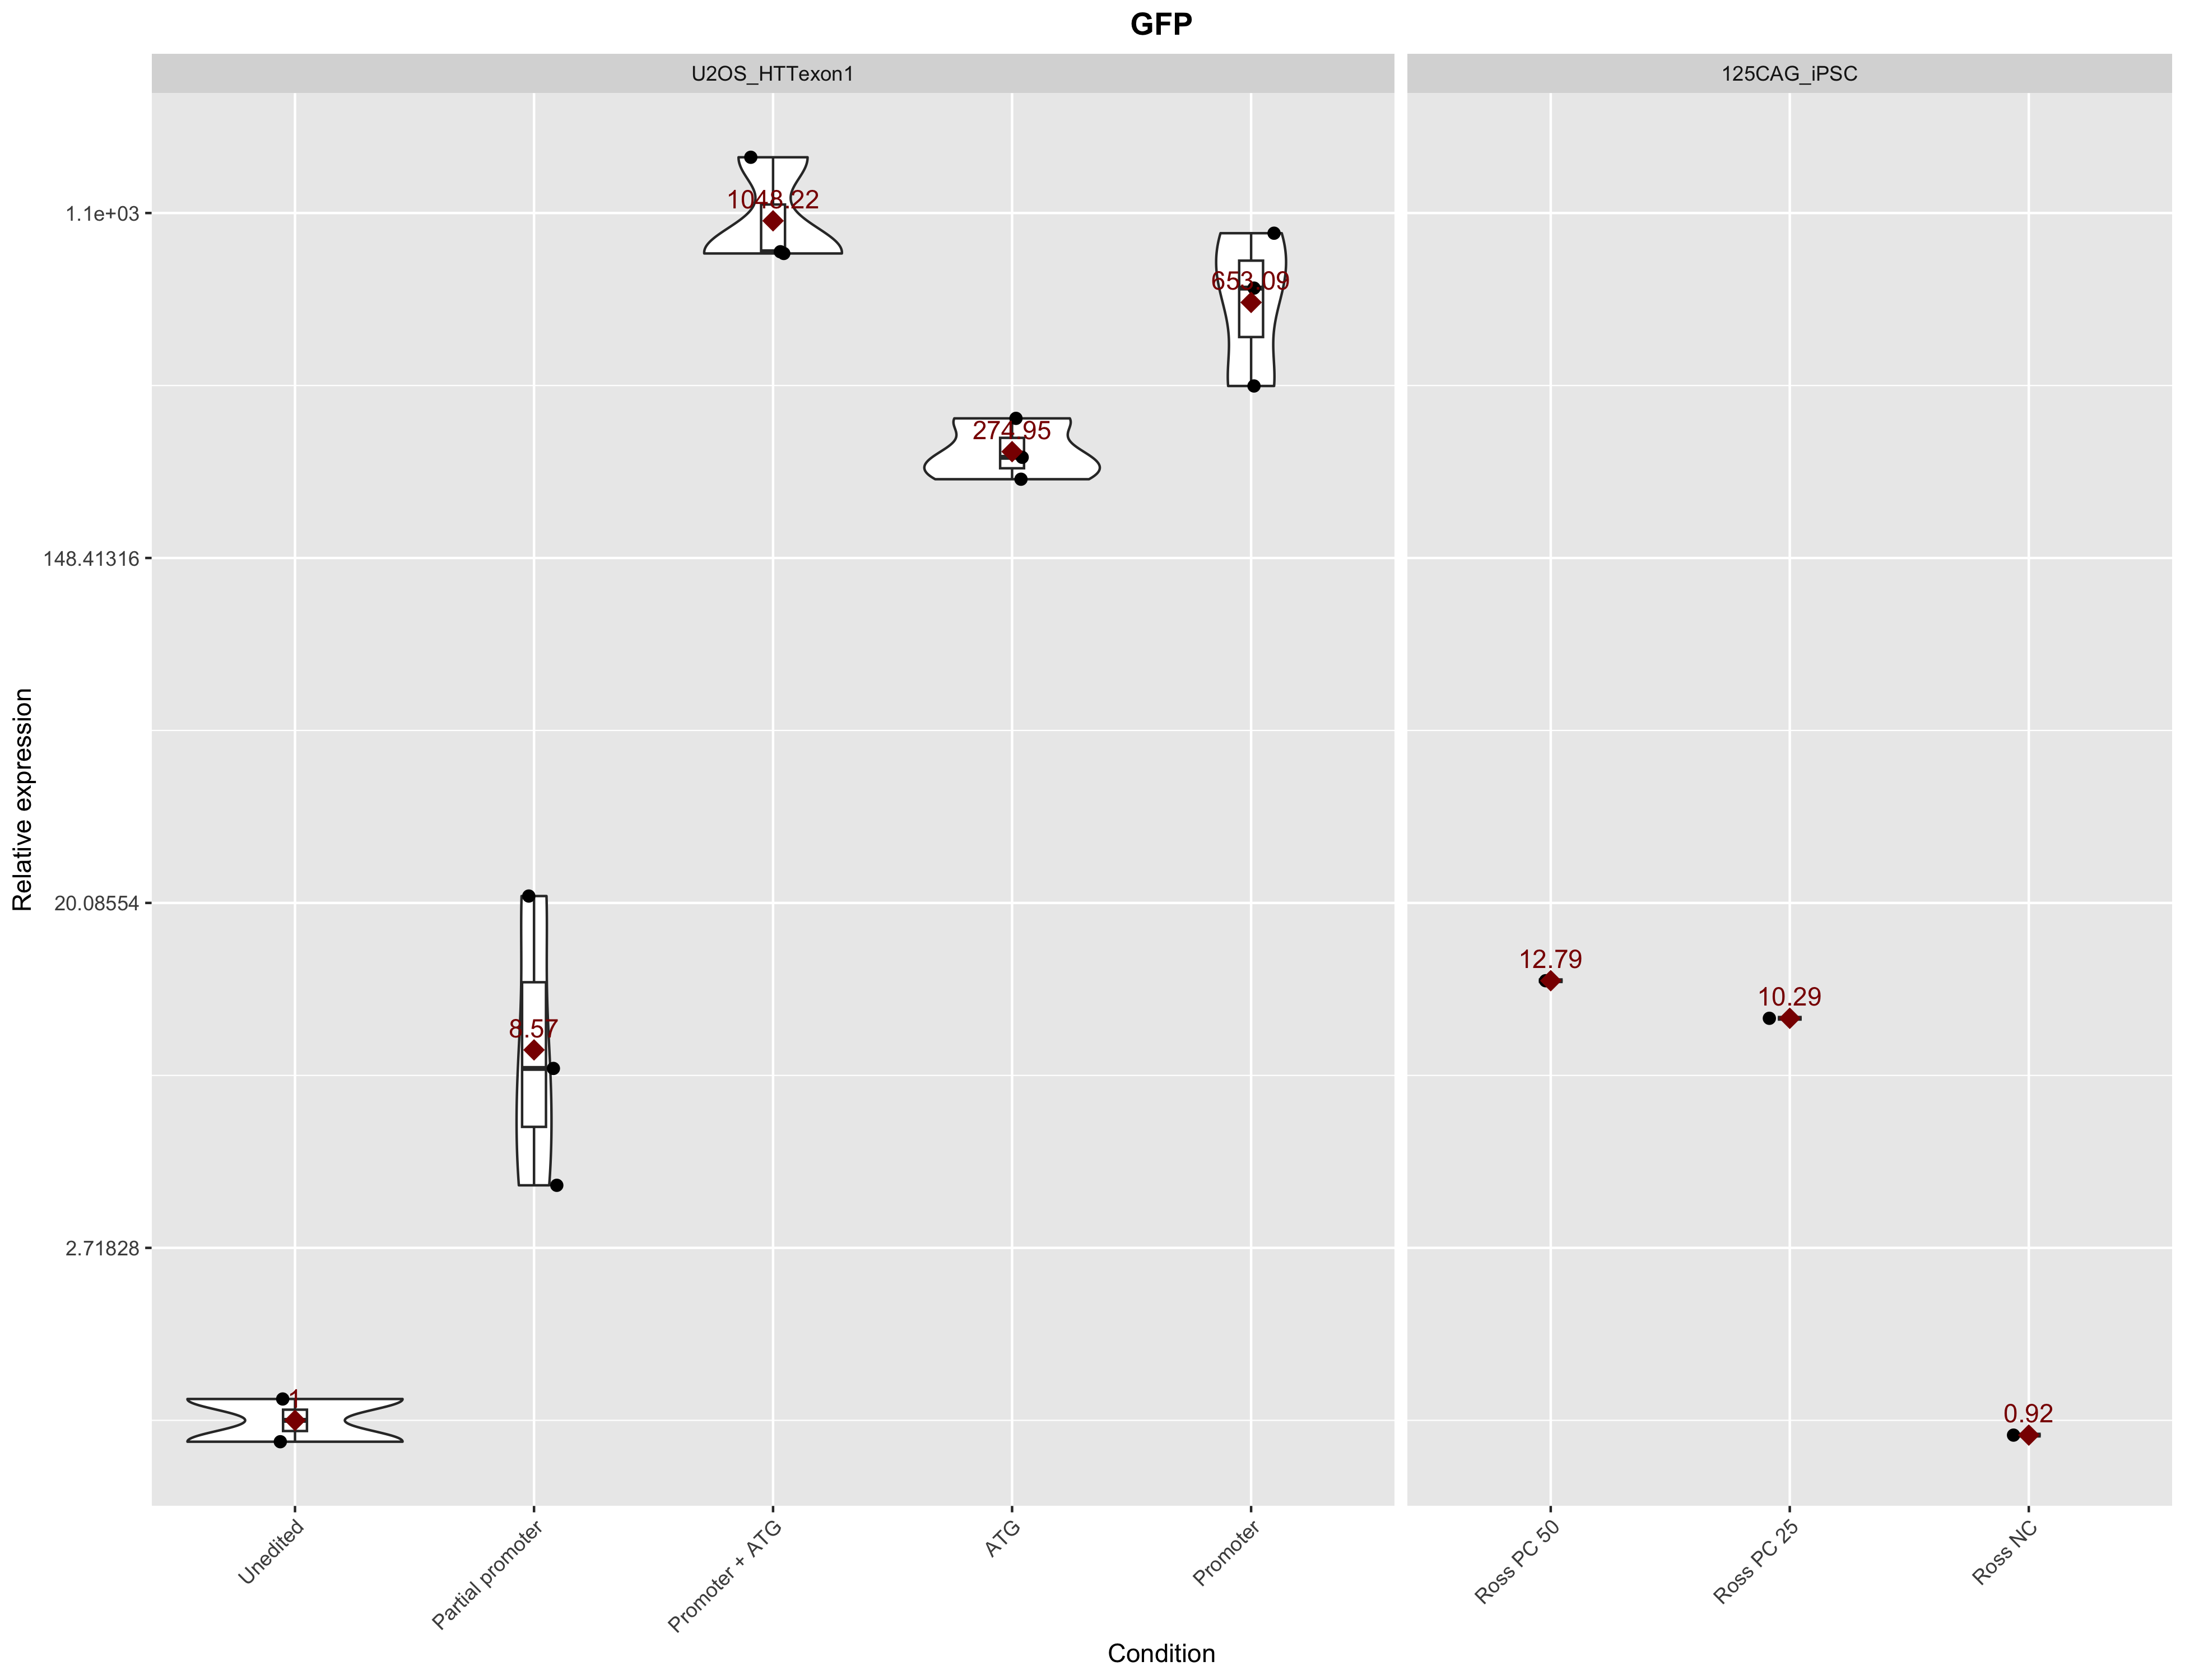 GFP
U2OS_HTTexon1
125CAG_iPSC
Relative expression
1.1e+03
148.41316
20.08554
2.71828
1
8.57
1048.22
274.95
653.09
12.79
10.29
0.92
Unedited
Partial promoter
Promoter + ATG
ATG
Promoter
Ross PC 50
Ross PC 25
Ross NC
Condition